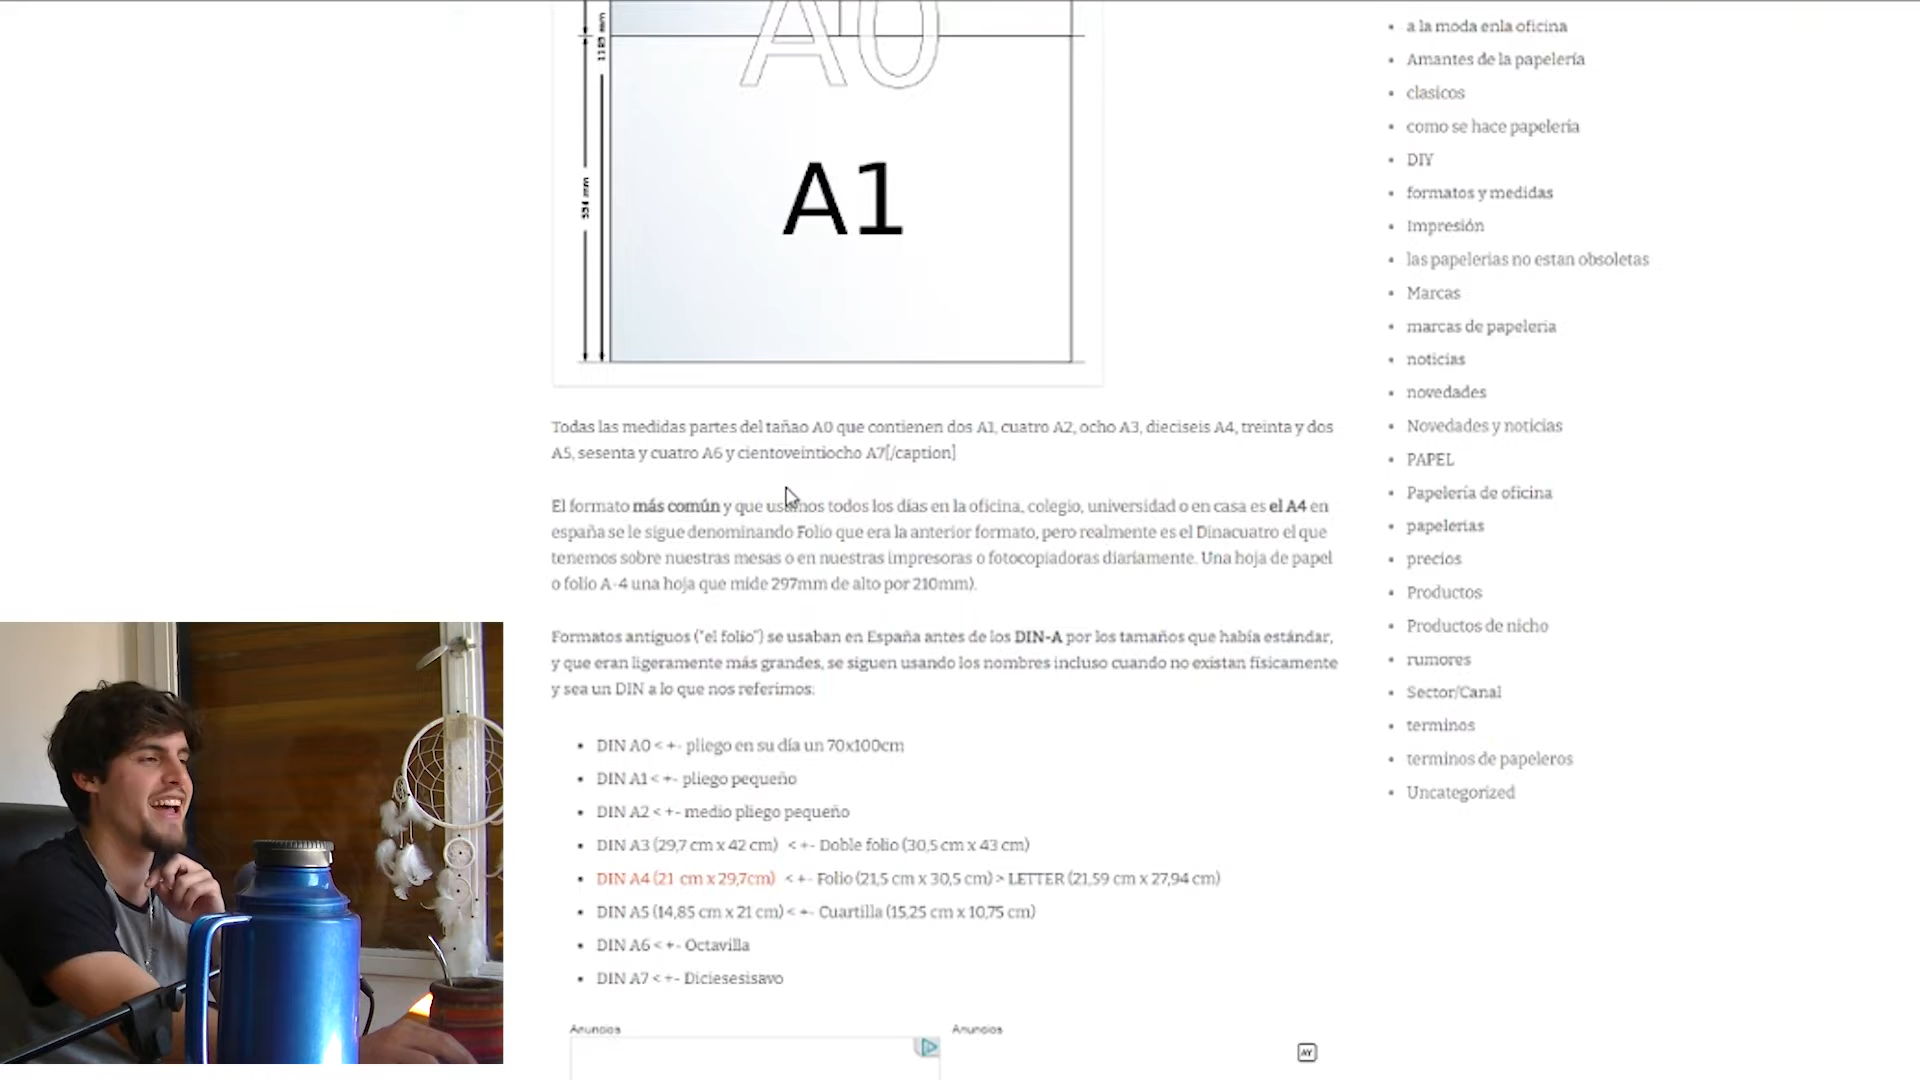 A0
1189 mm
594 mm
A1
Todas las medidas partes del tañao A0 que contienen dos A1, cuatro A2, ocho A3, dieciseis A4, treinta y dos
A5, sesenta y cuatro A6 y cientoveintiocho A7[/caption]
El formato más común y que usamos todos los días en la oficina, colegio, universidad o en casa es el A4 en
españa se le sigue denominando Folio que era la anterior formato, pero realmente es el Dinacuatro el que
tenemos sobre nuestras mesas o en nuestras impresoras o fotocopiadoras diariamente. Una hoja de papel
o folio A-4 una hoja que mide 297mm de alto por 210mm).
Formatos antiguos ("el folio") se usaban en España antes de los DIN-A por los tamaños que había estándar,
y que eran ligeramente más grandes, se siguen usando los nombres incluso cuando no existan físicamente
y sea un DIN a lo que nos referimos:
• DIN A0 < +- pliego en su día un 70x100cm
• DIN A1 < +- pliego pequeño
• DIN A2 < +- medio pliego pequeño
• DIN A3 (29,7 cm x 42 cm) < +- Doble folio (30,5 cm x 43 cm)
• DIN A4 (21 cm x 29,7cm) < +- Folio (21,5 cm x 30,5 cm) > LETTER (21,59 cm x 27,94 cm)
• DIN A5 (14,85 cm x 21 cm) < +- Cuartilla (15,25 cm x 10,75 cm)
• DIN A6 < +- Octavilla
• DIN A7 < +- Diciesesisavo
Anuncios
Anuncios
• a la moda enla oficina
• Amantes de la papelería
• clasicos
• como se hace papelería
• DIY
• formatos y medidas
• Impresión
• las papelerias no estan obsoletas
• Marcas
• marcas de papeleria
• noticias
• novedades
• Novedades y noticias
• PAPEL
• Papelería de oficina
• papelerias
• precios
• Productos
• Productos de nicho
• rumores
• Sector/Canal
• terminos
• terminos de papeleros
• Uncategorized